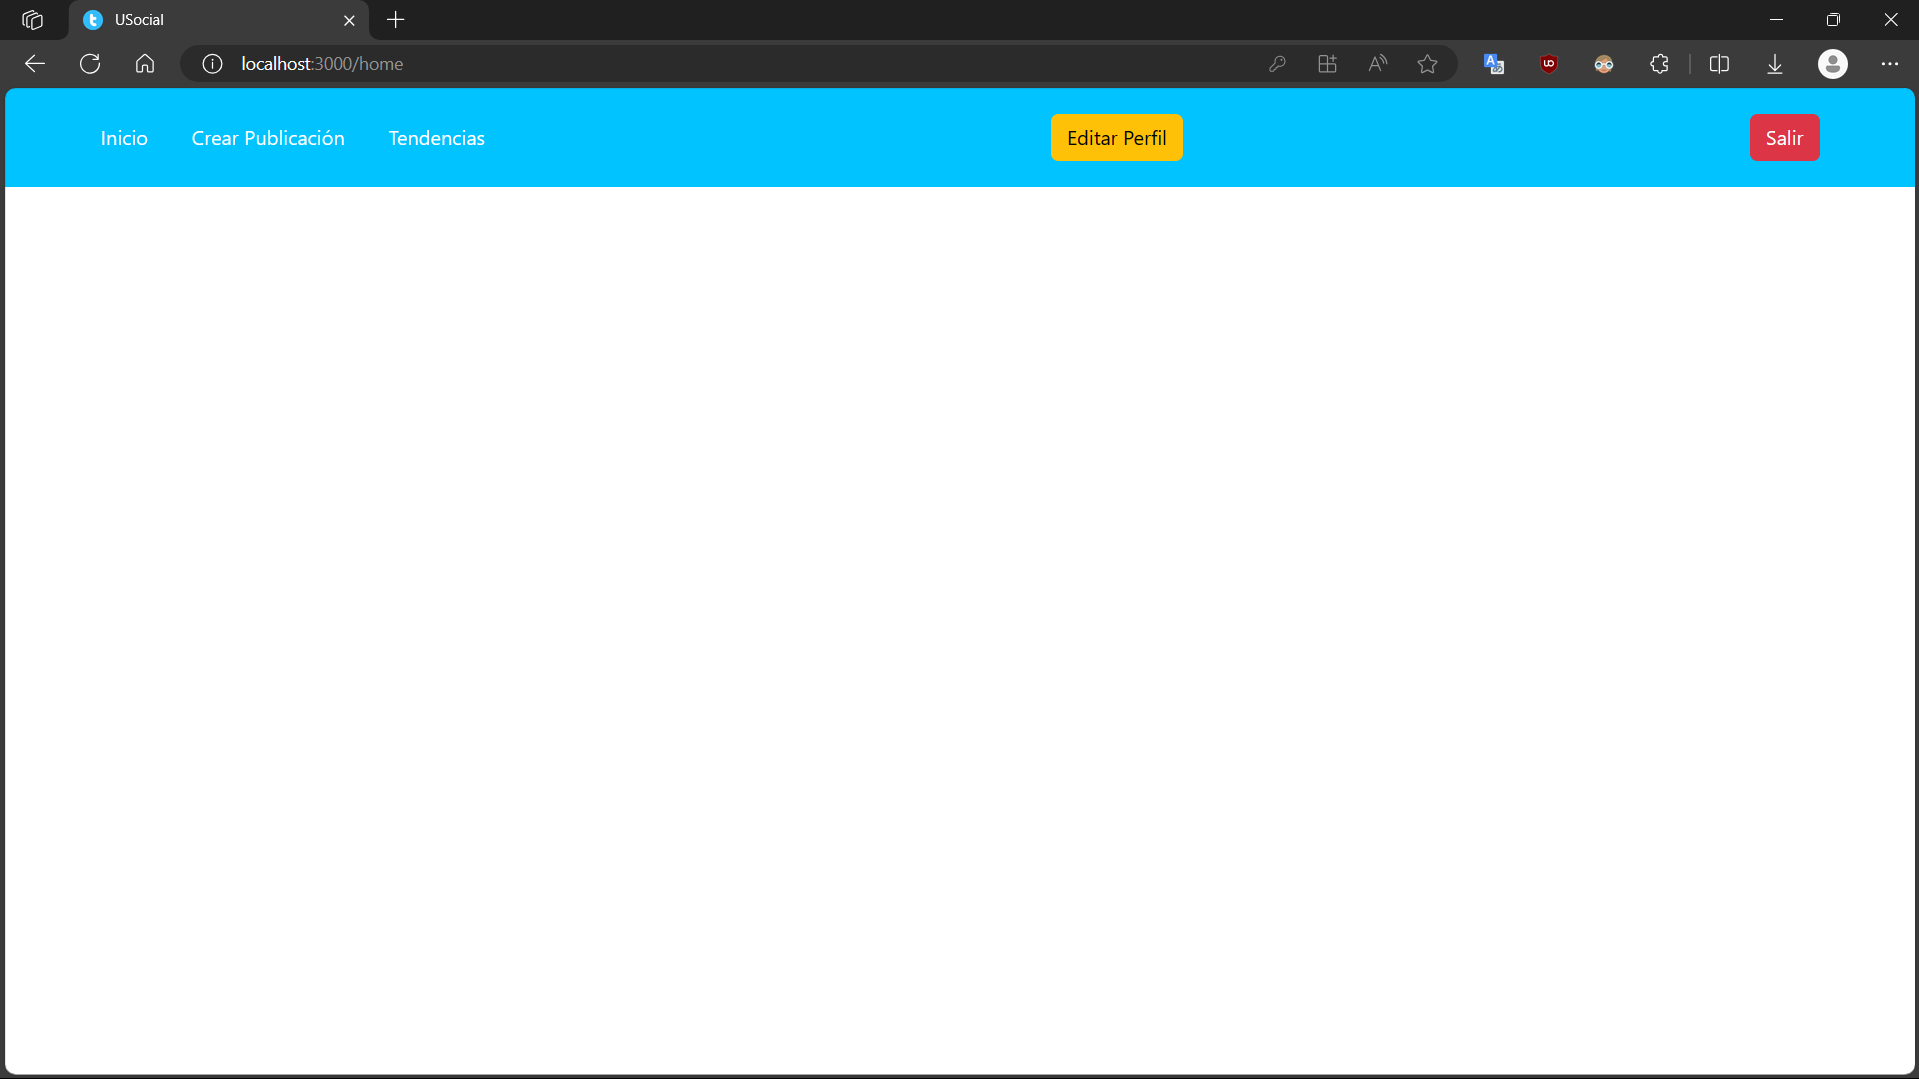 USocial
localhost:3000/home
Inicio Crear Publicación Tendencias Editar Perfil Salir